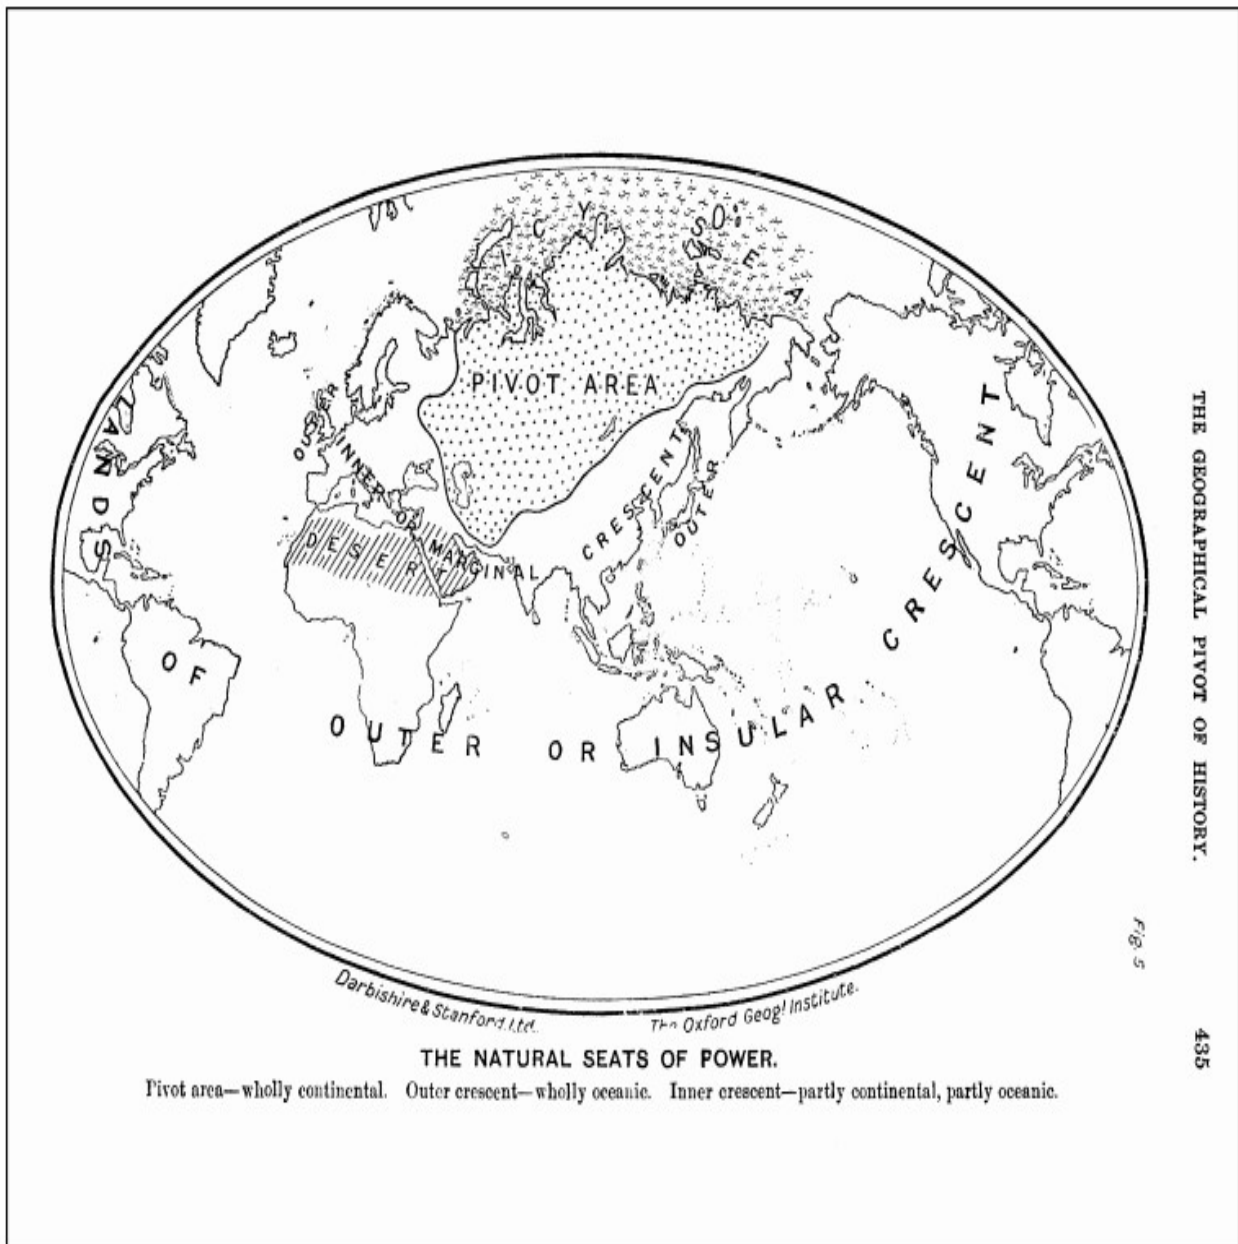 ICY SEA
PIVOT AREA
OUTER
INNER OR MARGINAL CRESCENT
OUTER
DESERT
LANDS OF OUTER OR INSULAR CRESCENT
Darbishire & Stanford. Ltd.
The Oxford Geog! Institute.
THE NATURAL SEATS OF POWER.
Pivot area—wholly continental. Outer crescent—wholly oceanic. Inner crescent—partly continental, partly oceanic.
THE GEOGRAPHICAL PIVOT OF HISTORY.
Fig. 5
435